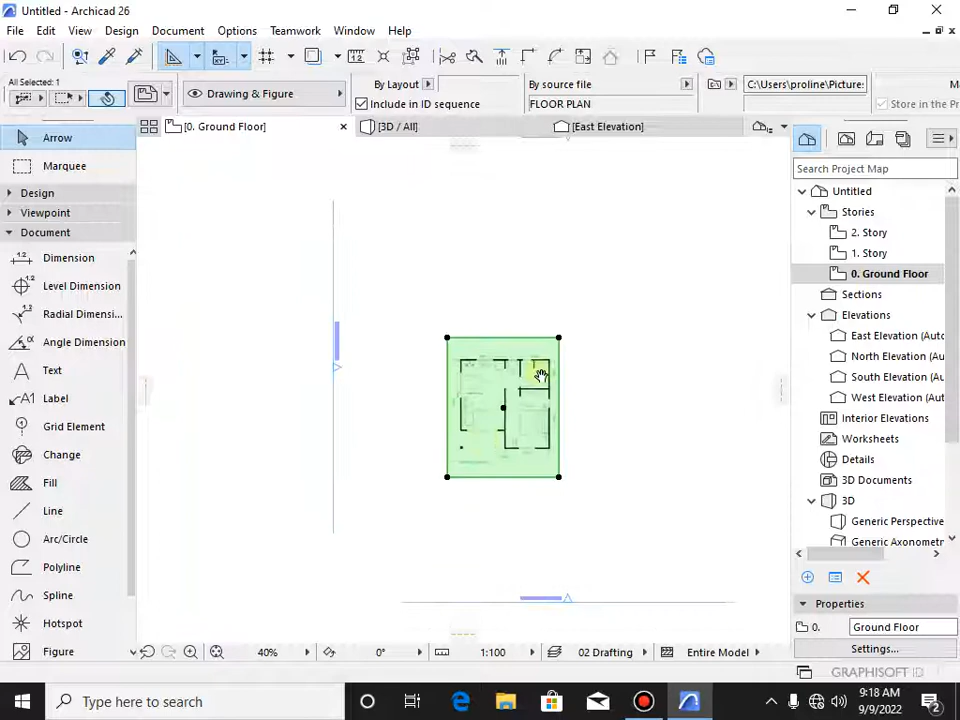 Untitled - Archicad 26
File Edit View Design Document Options Teamwork Window Help
All Selected: 1
Drawing & Figure
By Layout
Include in ID sequence
By source file
FLOOR PLAN
C:\Users\proline\Picture:
Store in the Pr
[0. Ground Floor]
[3D / All]
[East Elevation]
Arrow
Marquee
Design
Viewpoint
Document
Dimension
Level Dimension
Radial Dimensi...
Angle Dimension
Text
Label
Grid Element
Change
Fill
Line
Arc/Circle
Polyline
Spline
Hotspot
Figure
Search Project Map
Untitled
Stories
2. Story
1. Story
0. Ground Floor
Sections
Elevations
East Elevation (Auto
North Elevation (Au
South Elevation (Au
West Elevation (Aut
Interior Elevations
Worksheets
Details
3D Documents
3D
Generic Perspective
Generic Axonometr
Properties
0. Ground Floor
Settings...
40% 0° 1:100 02 Drafting Entire Model
GRAPHISOFT ID
Type here to search
9:18 AM
9/9/2022
2